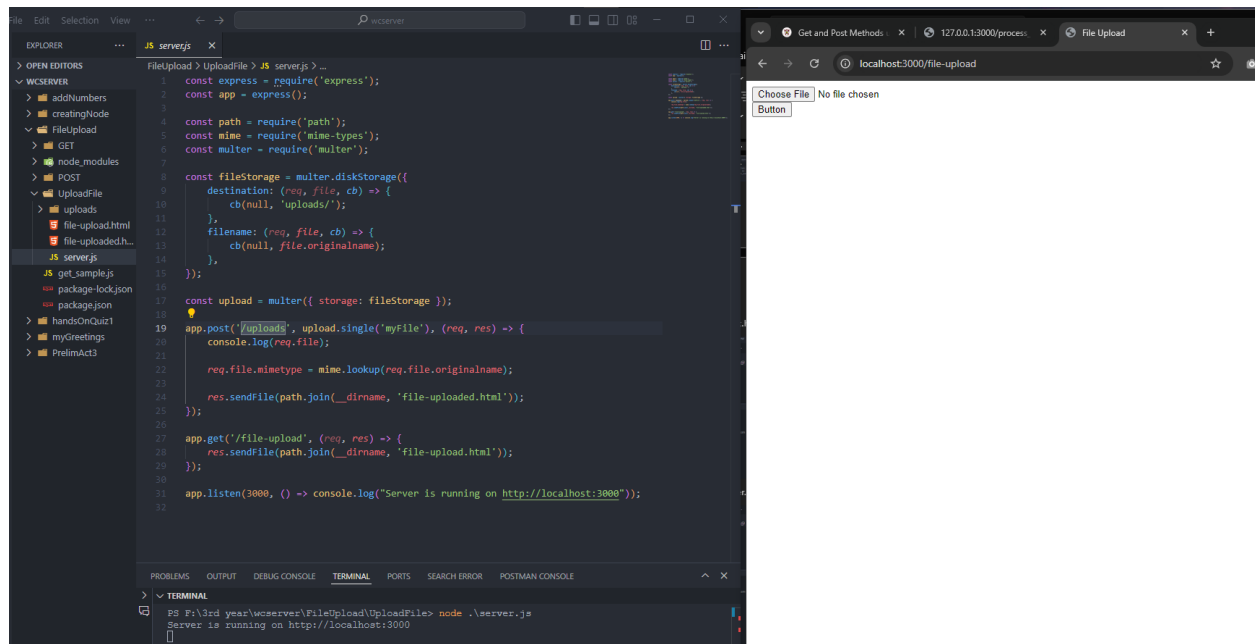 File Edit Selection View ··· wcserver
EXPLORER ···
OPEN EDITORS
WCSERVER
addNumbers
creatingNode
FileUpload
GET
node_modules
POST
UploadFile
uploads
file-upload.html
file-uploaded.h...
JS server.js
JS get_sample.js
package-lock.json
package.json
handsOnQuiz1
myGreetings
PrelimAct3
JS server.js ×
FileUpload > UploadFile > JS server.js > ...
1 const express = require('express');
2 const app = express();
3
4 const path = require('path');
5 const mime = require('mime-types');
6 const multer = require('multer');
7
8 const fileStorage = multer.diskStorage({
9 destination: (req, file, cb) => {
10 cb(null, 'uploads/');
11 },
12 filename: (req, file, cb) => {
13 cb(null, file.originalname);
14 },
15 });
16
17 const upload = multer({ storage: fileStorage });
18
19 app.post('/uploads', upload.single('myFile'), (req, res) => {
20 console.log(req.file);
21
22 req.file.mimetype = mime.lookup(req.file.originalname);
23
24 res.sendFile(path.join(__dirname, 'file-uploaded.html'));
25 });
26
27 app.get('/file-upload', (req, res) => {
28 res.sendFile(path.join(__dirname, 'file-upload.html'));
29 });
30
31 app.listen(3000, () => console.log("Server is running on http://localhost:3000"));
32
PROBLEMS OUTPUT DEBUG CONSOLE TERMINAL PORTS SEARCH ERROR POSTMAN CONSOLE
TERMINAL
PS F:\3rd year\wcserver\FileUpload\UploadFile> node .\server.js
Server is running on http://localhost:3000
Get and Post Methods 127.0.0.1:3000/process File Upload
localhost:3000/file-upload
Choose File No file chosen
Button